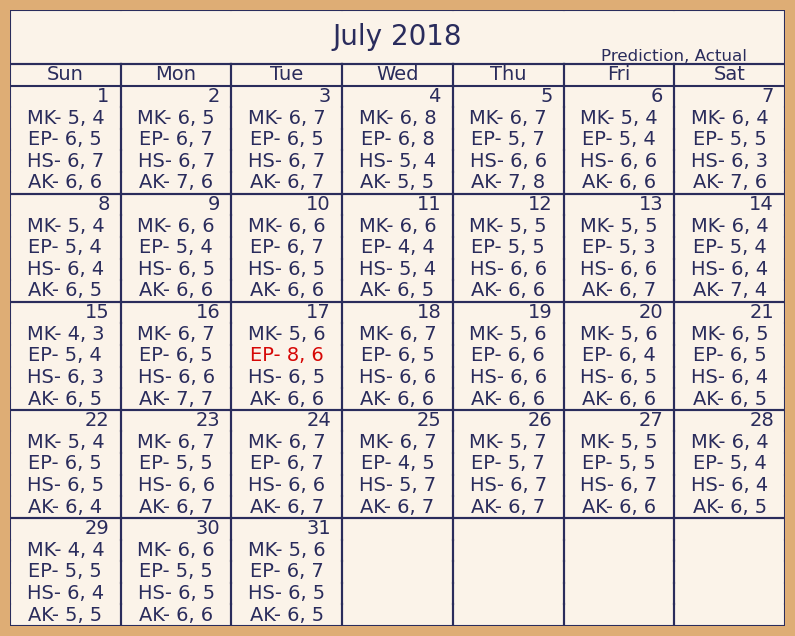 July 2018
Prediction, Actual
Sun Mon Tue Wed Thu Fri Sat
1 2 3 4 5 6 7
MK- 5, 4 MK- 6, 5 MK- 6, 7 MK- 6, 8 MK- 6, 7 MK- 5, 4 MK- 6, 4
EP- 6, 5 EP- 6, 7 EP- 6, 5 EP- 6, 8 EP- 5, 7 EP- 5, 4 EP- 5, 5
HS- 6, 7 HS- 6, 7 HS- 6, 7 HS- 5, 4 HS- 6, 6 HS- 6, 6 HS- 6, 3
AK- 6, 6 AK- 7, 6 AK- 6, 7 AK- 5, 5 AK- 7, 8 AK- 6, 6 AK- 7, 6
8 9 10 11 12 13 14
MK- 5, 4 MK- 6, 6 MK- 6, 6 MK- 6, 6 MK- 5, 5 MK- 5, 5 MK- 6, 4
EP- 5, 4 EP- 5, 4 EP- 6, 7 EP- 4, 4 EP- 5, 5 EP- 5, 3 EP- 5, 4
HS- 6, 4 HS- 6, 5 HS- 6, 5 HS- 5, 4 HS- 6, 6 HS- 6, 6 HS- 6, 4
AK- 6, 5 AK- 6, 6 AK- 6, 6 AK- 6, 5 AK- 6, 6 AK- 6, 7 AK- 7, 4
15 16 17 18 19 20 21
MK- 4, 3 MK- 6, 7 MK- 5, 6 MK- 6, 7 MK- 5, 6 MK- 5, 6 MK- 6, 5
EP- 5, 4 EP- 6, 5 EP- 8, 6 EP- 6, 5 EP- 6, 6 EP- 6, 4 EP- 6, 5
HS- 6, 3 HS- 6, 6 HS- 6, 5 HS- 6, 6 HS- 6, 6 HS- 6, 5 HS- 6, 4
AK- 6, 5 AK- 7, 7 AK- 6, 6 AK- 6, 6 AK- 6, 6 AK- 6, 6 AK- 6, 5
22 23 24 25 26 27 28
MK- 5, 4 MK- 6, 7 MK- 6, 7 MK- 6, 7 MK- 5, 7 MK- 5, 5 MK- 6, 4
EP- 6, 5 EP- 5, 5 EP- 6, 7 EP- 4, 5 EP- 5, 7 EP- 5, 5 EP- 5, 4
HS- 6, 5 HS- 6, 6 HS- 6, 6 HS- 5, 7 HS- 5, 7 HS- 6, 7 HS- 6, 4
AK- 6, 4 AK- 6, 7 AK- 6, 7 AK- 6, 7 AK- 6, 7 AK- 6, 6 AK- 6, 5
29 30 31
MK- 4, 4 MK- 6, 6 MK- 5, 6
EP- 5, 5 EP- 5, 5 EP- 6, 7
HS- 6, 4 HS- 6, 5 HS- 6, 5
AK- 5, 5 AK- 6, 6 AK- 6, 5